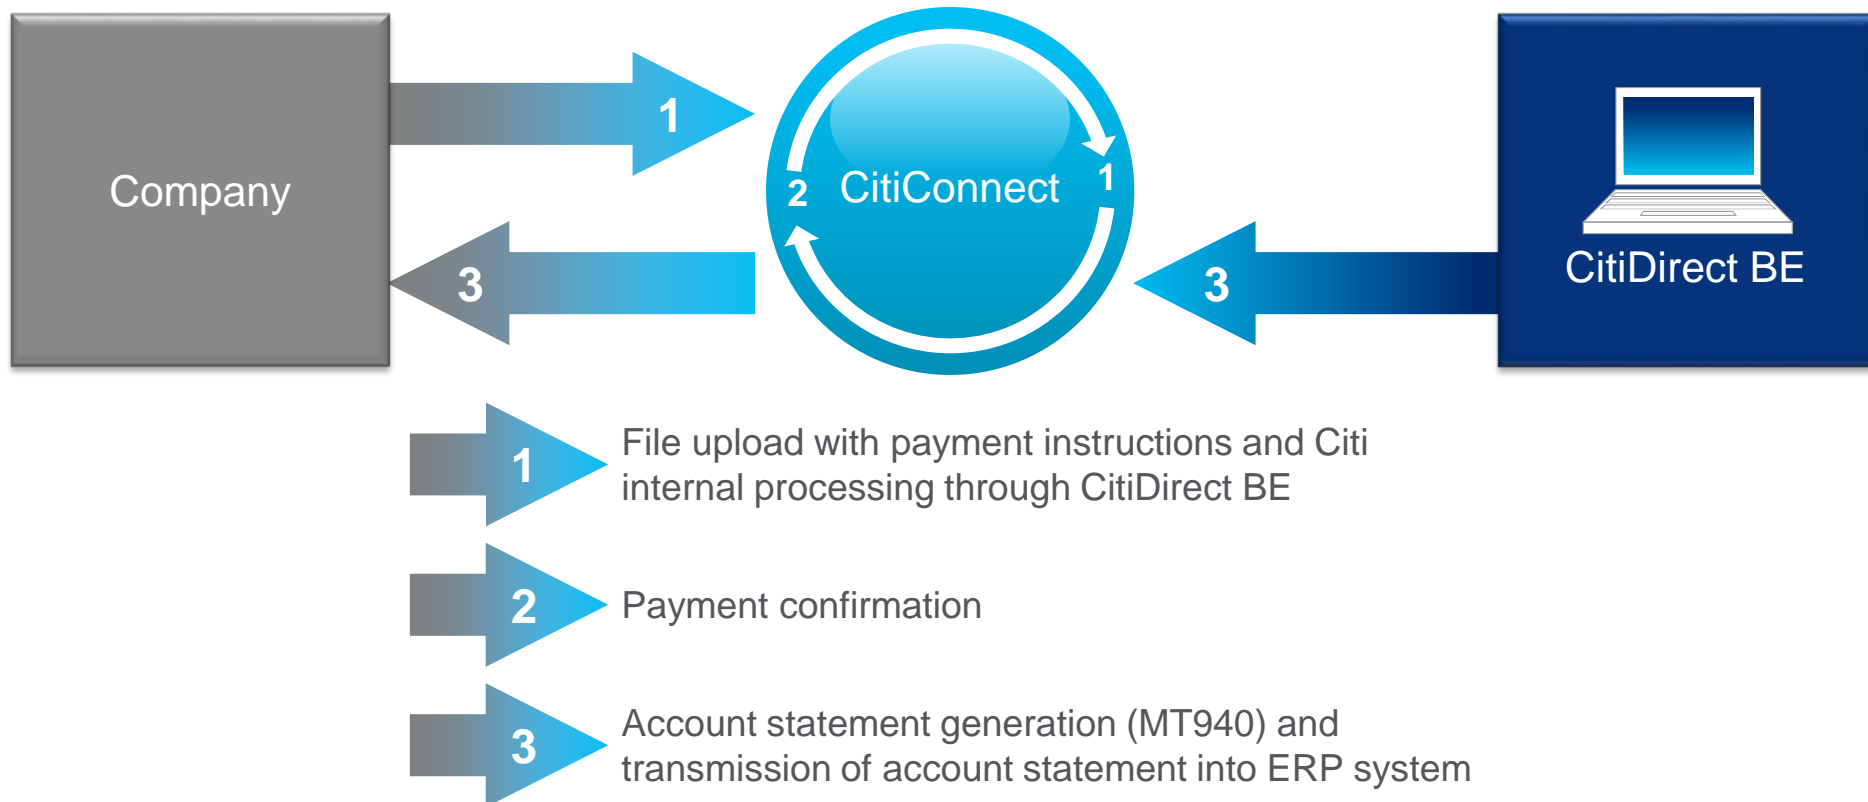 Company
1
3
2
CitiConnect
1
3
CitiDirect BE
1
File upload with payment instructions and Citi
internal processing through CitiDirect BE
2
Payment confirmation
3
Account statement generation (MT940) and
transmission of account statement into ERP system